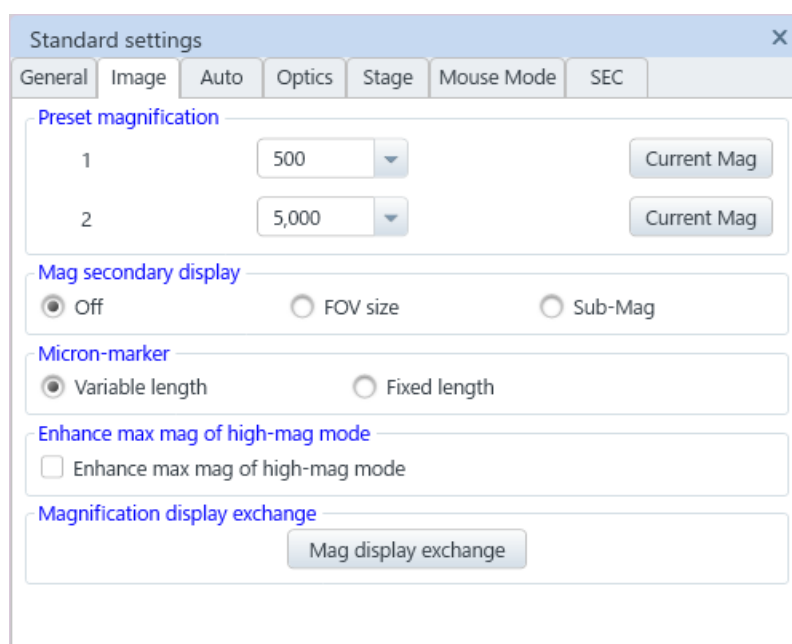 Standard settings
General Image Auto Optics Stage Mouse Mode SEC
Preset magnification
1 500 Current Mag
2 5,000 Current Mag
Mag secondary display
Off FOV size Sub-Mag
Micron-marker
Variable length Fixed length
Enhance max mag of high-mag mode
Enhance max mag of high-mag mode
Magnification display exchange
Mag display exchange